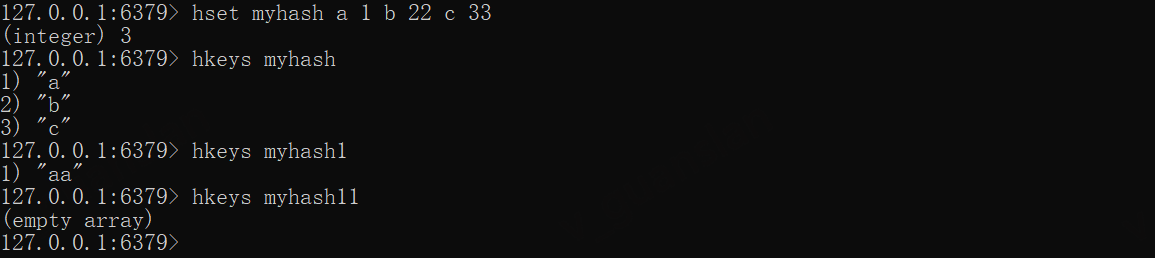 127.0.0.1:6379> hset myhash a 1 b 22 c 33
(integer) 3
127.0.0.1:6379> hkeys myhash
1) "a"
2) "b"
3) "c"
127.0.0.1:6379> hkeys myhash1
1) "aa"
127.0.0.1:6379> hkeys myhash11
(empty array)
127.0.0.1:6379>